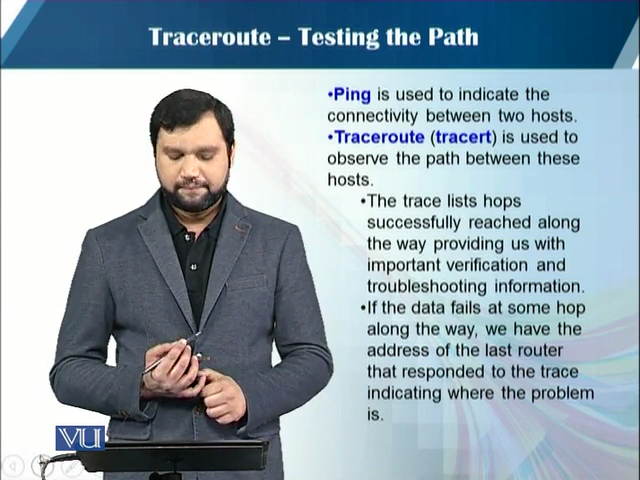 Traceroute – Testing the Path
•Ping is used to indicate the
connectivity between two hosts.
•Traceroute (tracert) is used to
observe the path between these
hosts.
•The trace lists hops
successfully reached along
the way providing us with
important verification and
troubleshooting information.
•If the data fails at some hop
along the way, we have the
address of the last router
that responded to the trace
indicating where the problem
is.
VU